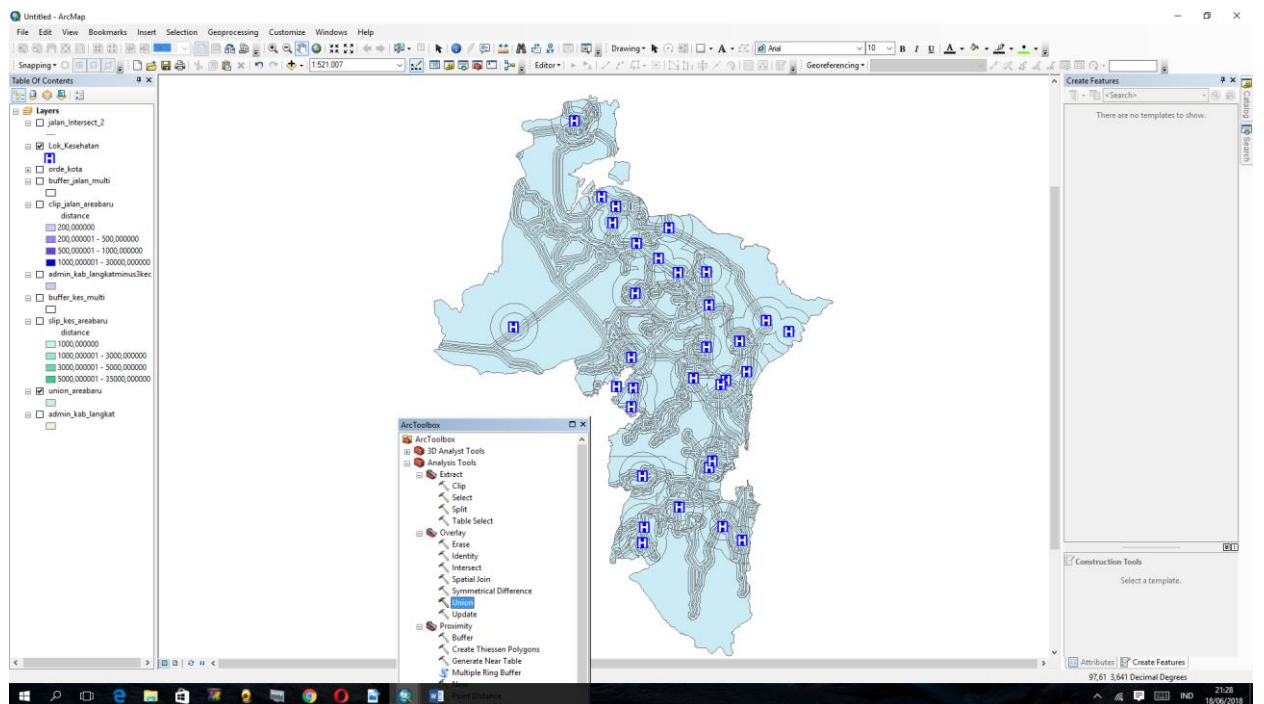 Untitled - ArcMap
File Edit View Bookmarks Insert Selection Geoprocessing Customize Windows Help
Drawing Arial 10 B I U A
Snapping 1:521.007 Editor Georeferencing
Table Of Contents
Layers
jalan_Intersect_2
Lok_Kesehatan
H
orde_kota
buffer_jalan_multi
clip_jalan_areabaru
distance
200,000000
200,000001 - 500,000000
500,000001 - 1000,000000
1000,000001 - 30000,000000
admin_kab_langkatminus3kec
buffer_kes_multi
slip_kes_areabaru
distance
1000,000000
1000,000001 - 3000,000000
3000,000001 - 5000,000000
5000,000001 - 35000,000000
union_areabaru
admin_kab_langkat
ArcToolbox
ArcToolbox
3D Analyst Tools
Analysis Tools
Extract
Clip
Select
Split
Table Select
Overlay
Erase
Identity
Intersect
Spatial Join
Symmetrical Difference
Union
Update
Proximity
Buffer
Create Thiessen Polygons
Generate Near Table
Multiple Ring Buffer
Near
Point Distance
Create Features
<Search>
There are no templates to show.
Construction Tools
Select a template.
Attributes Create Features
Catalog
Search
97,61 3,641 Decimal Degrees
IND
21:28
18/06/2018